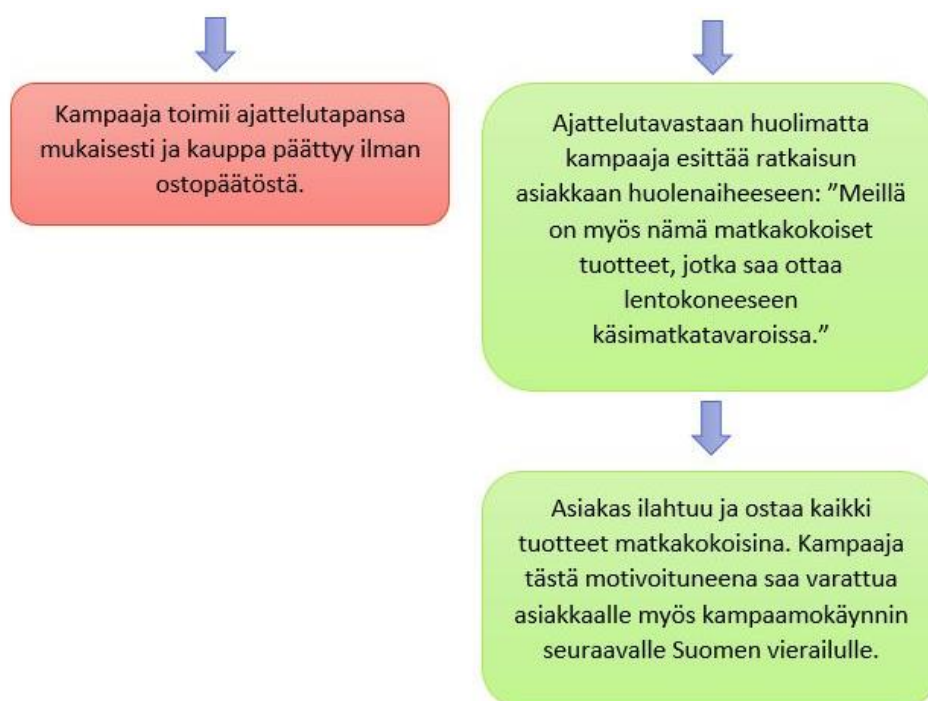 Kampaaja toimii ajattelutapansa
mukaisesti ja kauppa päättyy ilman
ostopäätöstä.
Ajattelutavastaan huolimatta
kampaaja esittää ratkaisun
asiakkaan huolenaiheeseen: ”Meillä
on myös nämä matkakokoiset
tuotteet, jotka saa ottaa
lentokoneeseen
käsimatkatavaroissa.”
Asiakas ilahtuu ja ostaa kaikki
tuotteet matkakokoisina. Kampaaja
tästä motivoituneena saa varattua
asiakkaalle myös kampaamokäynnin
seuraavalle Suomen vierailulle.